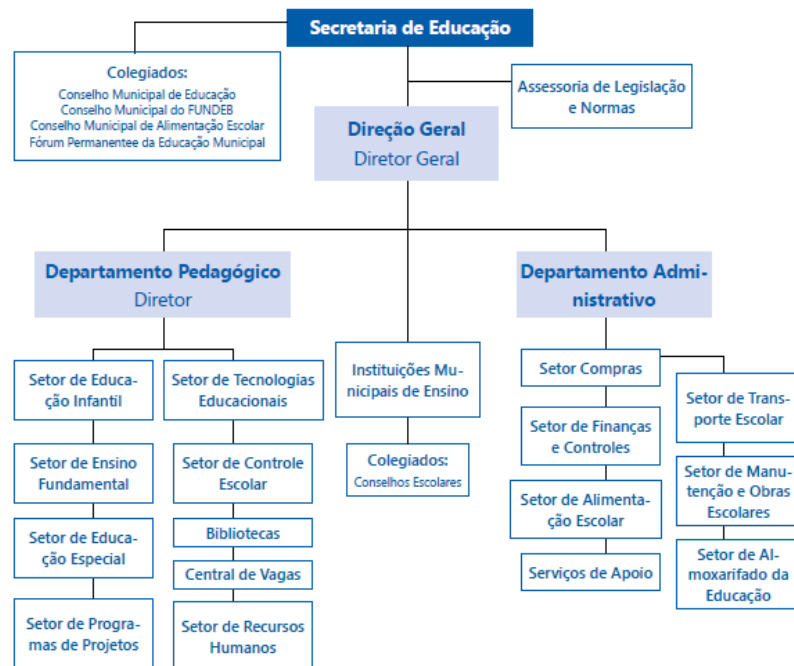 Secretaria de Educação
Colegiados:
Conselho Municipal de Educação
Conselho Municipal do FUNDEB
Conselho Municipal de Alimentação Escolar
Fórum Permanentee da Educação Municipal
Assessoria de Legislação
e Normas
Direção Geral
Diretor Geral
Departamento Pedagógico
Diretor
Departamento Admi-
nistrativo
Setor de Educa-
ção Infantil
Setor de Ensino
Fundamental
Setor de Educa-
ção Especial
Setor de Progra-
mas de Projetos
Setor de Tecnologias
Educacionais
Setor de Controle
Escolar
Bibliotecas
Central de Vagas
Setor de Recursos
Humanos
Instituições Mu-
nicipais de Ensino
Colegiados:
Conselhos Escolares
Setor Compras
Setor de Finanças
e Controles
Setor de Alimenta-
ção Escolar
Serviços de Apoio
Setor de Trans-
porte Escolar
Setor de Manu-
tenção e Obras
Escolares
Setor de Al-
moxarifado da
Educação